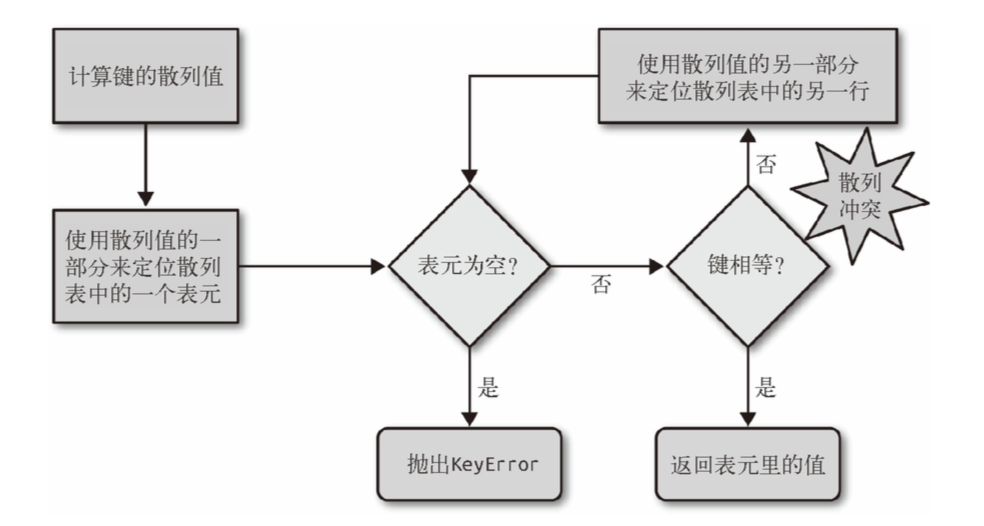 计算键的散列值
使用散列值的一
部分来定位散列
表中的一个表元
表元为空?
否
是
抛出KeyError
键相等?
否
散列
冲突
使用散列值的另一部分
来定位散列表中的另一行
是
返回表元里的值